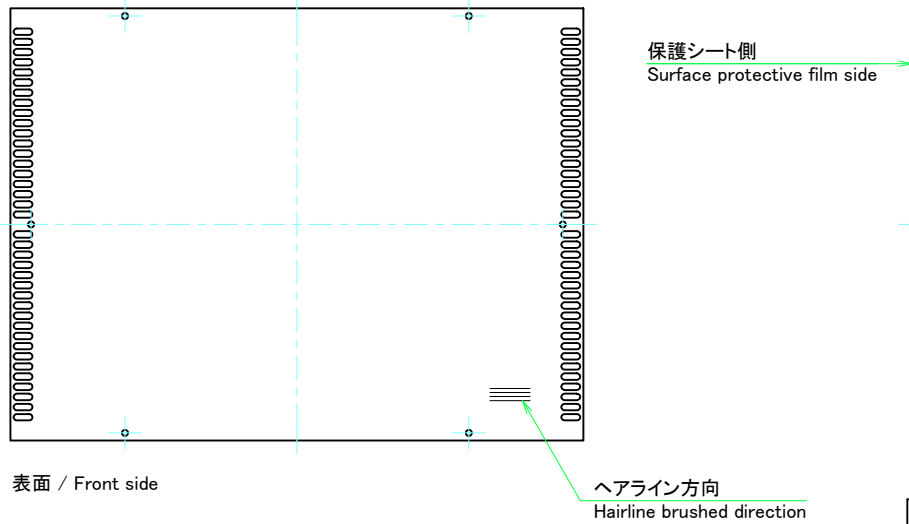 保護シート側
Surface protective film side
表面 / Front side
ヘアライン方向
Hairline brushed direction